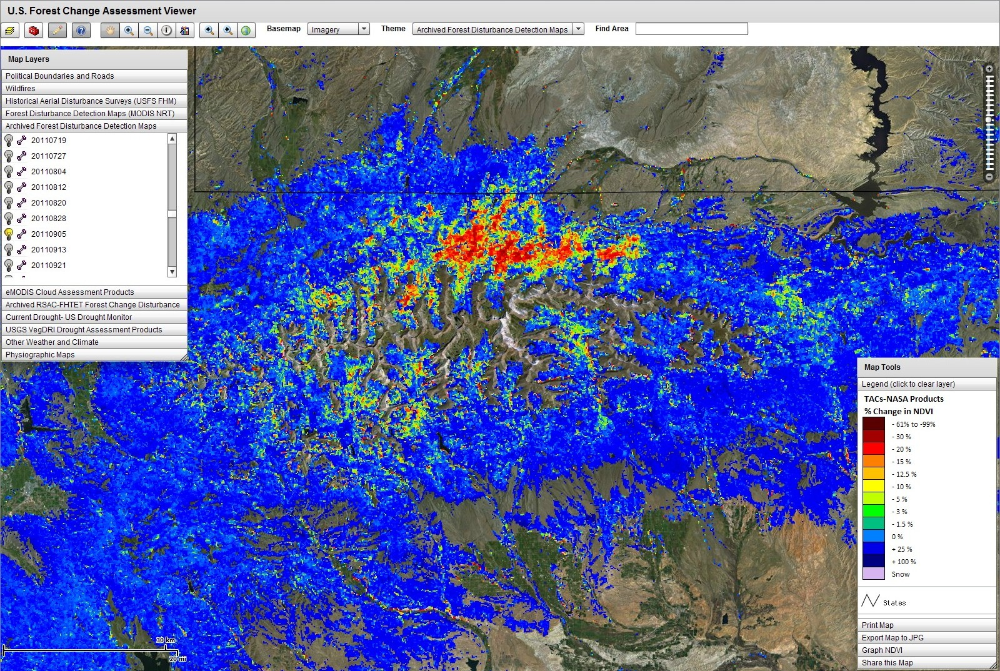 U.S. Forest Change Assessment Viewer
Basemap Imagery Theme Archived Forest Disturbance Detection Maps Find Area
Map Layers
Political Boundaries and Roads
Wildfires
Historical Aerial Disturbance Surveys (USFS FHM)
Forest Disturbance Detection Maps (MODIS NRT)
Archived Forest Disturbance Detection Maps
20110719
20110727
20110804
20110812
20110820
20110828
20110905
20110913
20110921
eMODIS Cloud Assessment Products
Archived RSAC-FHTET Forest Change Disturbance
Current Drought- US Drought Monitor
USGS VegDRI Drought Assessment Products
Other Weather and Climate
Physiographic Maps
30 km
20 mi
Map Tools
Legend (click to clear layer)
TACs-NASA Products
% Change in NDVI
- 61% to -99%
- 30 %
- 20 %
- 15 %
- 12.5 %
- 10 %
- 5 %
- 3 %
- 1.5 %
0 %
+ 25 %
+ 100 %
Snow
States
Print Map
Export Map to JPG
Graph NDVI
Share this Map